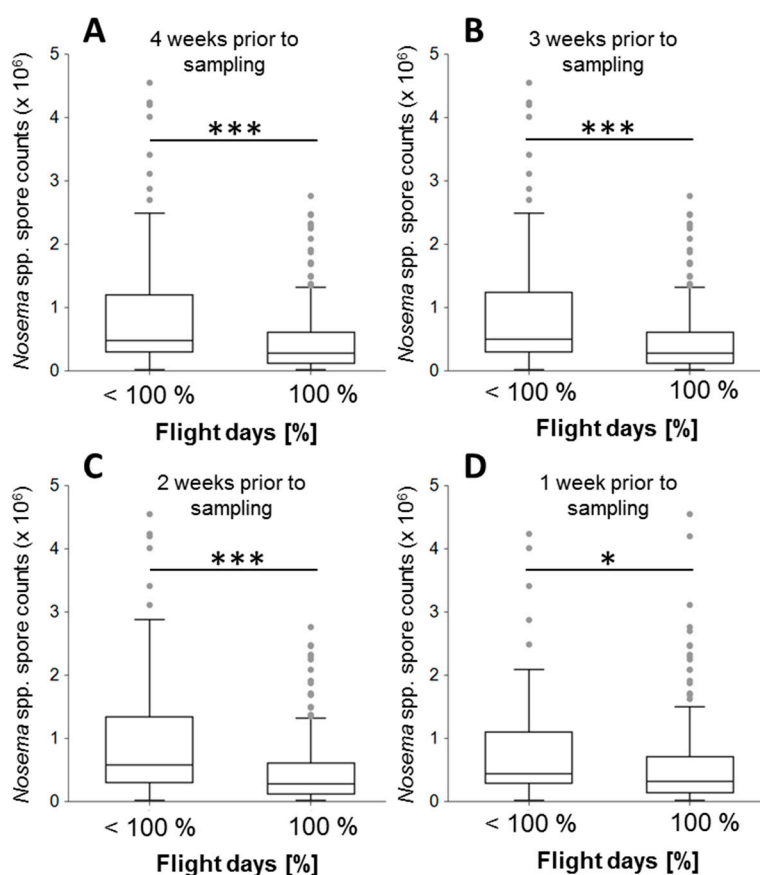 A
4 weeks prior to
sampling
Nosema spp. spore counts (x 10⁶)
5
4
3
2
1
0
***
< 100 %
100 %
Flight days [%]
B
3 weeks prior to
sampling
Nosema spp. spore counts (x 10⁶)
5
4
3
2
1
0
***
< 100 %
100 %
Flight days [%]
C
2 weeks prior to
sampling
Nosema spp. spore counts (x 10⁶)
5
4
3
2
1
0
***
< 100 %
100 %
Flight days [%]
D
1 week prior to
sampling
Nosema spp. spore counts (x 10⁶)
5
4
3
2
1
0
*
< 100 %
100 %
Flight days [%]